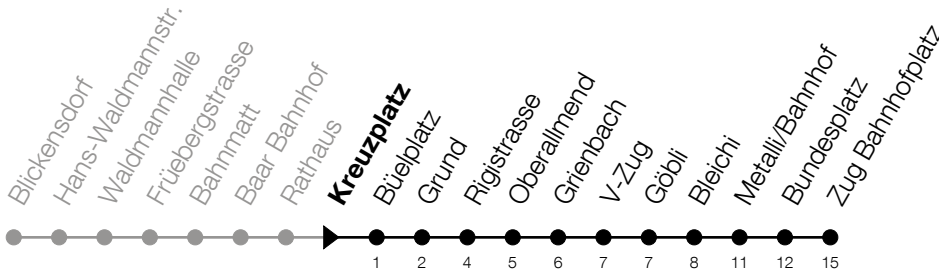 Blickensdorf
Hans-Waldmannstr.
Waldmannhalle
Früebergstrasse
Bahnmatt
Baar Bahnhof
Rathaus
Kreuzplatz
Büelplatz
Grund
Rigistrasse
Oberallmend
Grienbach
V-Zug
Göbli
Bleichi
Metalli/Bahnhof
Bundesplatz
Zug Bahnhofplatz
1 2 4 5 6 7 7 8 11 12 15